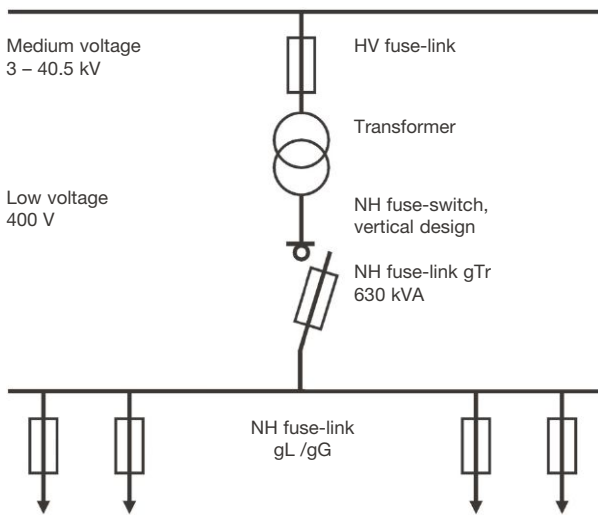 Medium voltage
3 – 40.5 kV
HV fuse-link
Transformer
Low voltage
400 V
NH fuse-switch,
vertical design
NH fuse-link gTr
630 kVA
NH fuse-link
gL /gG